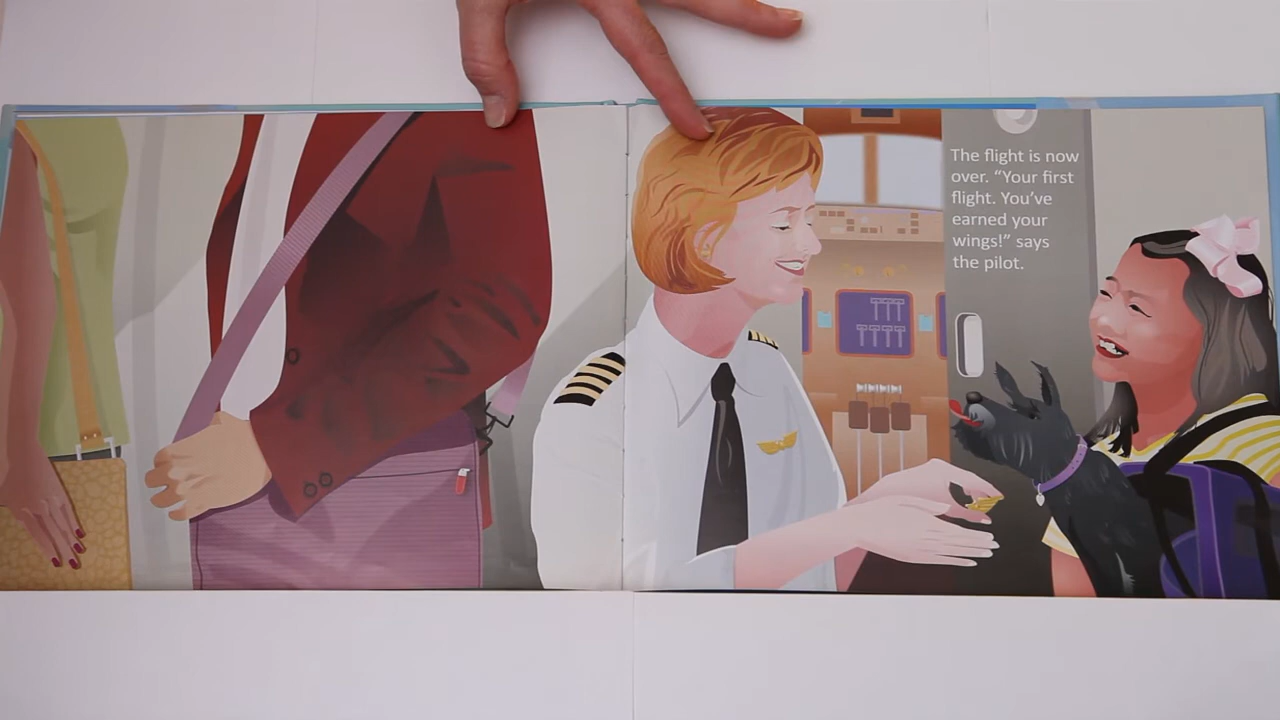 The flight is now
over. “Your first
flight. You’ve
earned your
wings!” says
the pilot.